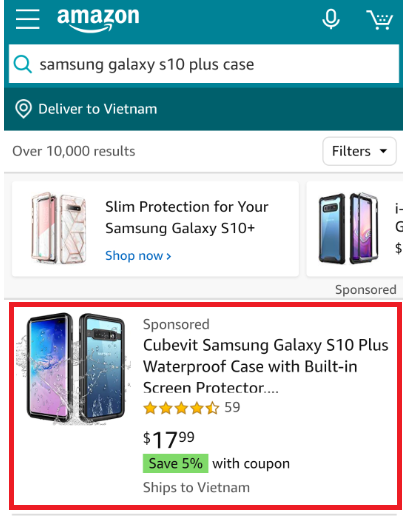 amazon
samsung galaxy s10 plus case
Deliver to Vietnam
Over 10,000 results
Filters
Slim Protection for Your
Samsung Galaxy S10+
Shop now ›
i-
G
$
Sponsored
Sponsored
Cubevit Samsung Galaxy S10 Plus
Waterproof Case with Built-in
Screen Protector....
59
$1799
Save 5% with coupon
Ships to Vietnam